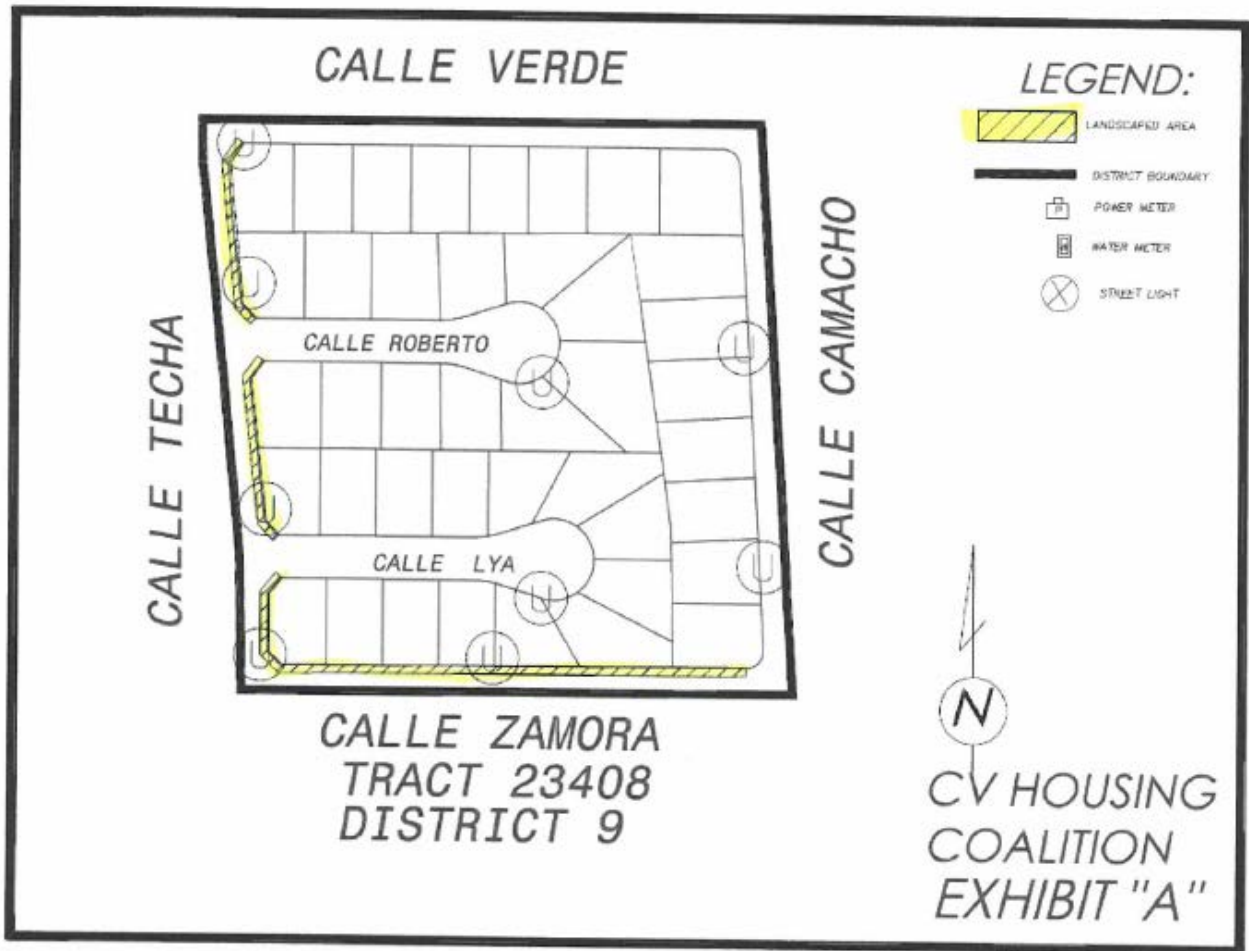 CALLE VERDE
LEGEND:
LANDSCAPED AREA
DISTRICT BOUNDARY
P
POWER METER
WATER METER
STREET LIGHT
U
U
U
U
U
U
U
U
U
CALLE TECHA
CALLE ROBERTO
CALLE CAMACHO
CALLE LYA
CALLE ZAMORA
TRACT 23408
DISTRICT 9
N
CV HOUSING
COALITION
EXHIBIT "A"